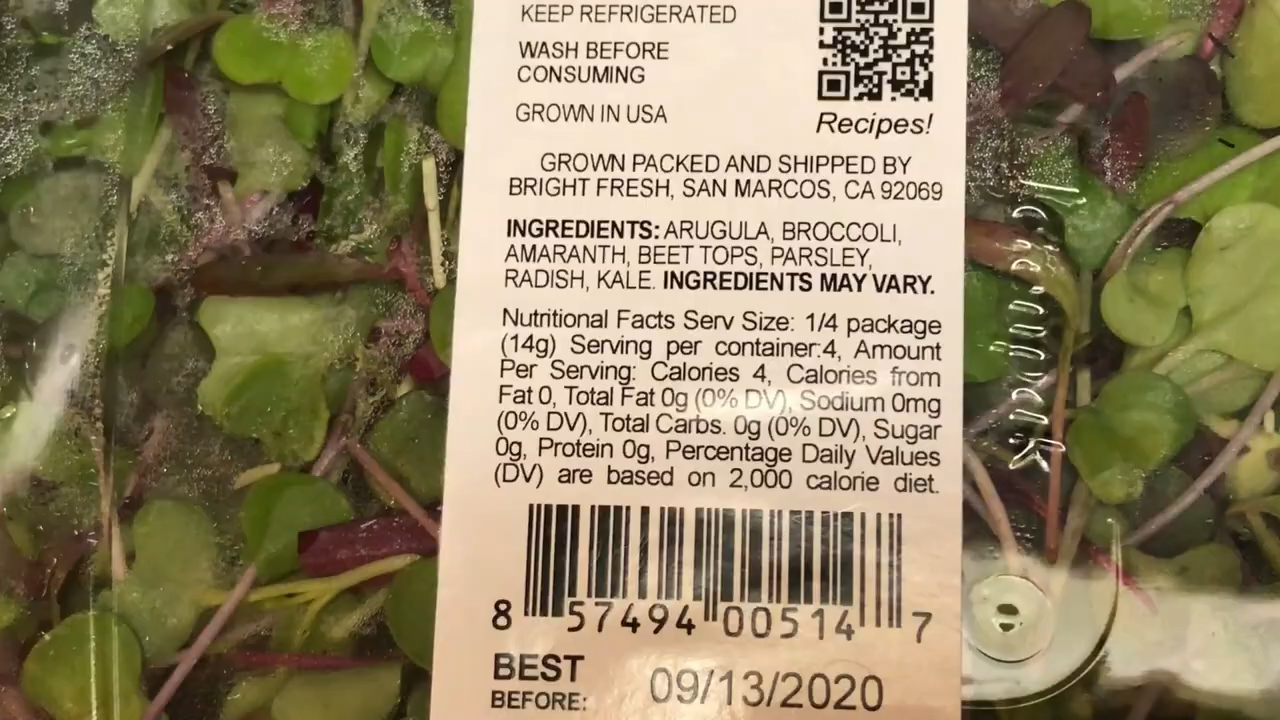 KEEP REFRIGERATED
WASH BEFORE
CONSUMING
GROWN IN USA
Recipes!
GROWN PACKED AND SHIPPED BY
BRIGHT FRESH, SAN MARCOS, CA 92069
INGREDIENTS: ARUGULA, BROCCOLI,
AMARANTH, BEET TOPS, PARSLEY,
RADISH, KALE. INGREDIENTS MAY VARY.
Nutritional Facts Serv Size: 1/4 package
(14g) Serving per container:4, Amount
Per Serving: Calories 4, Calories from
Fat 0, Total Fat 0g (0% DV), Sodium 0mg
(0% DV), Total Carbs. 0g (0% DV), Sugar
0g, Protein 0g, Percentage Daily Values
(DV) are based on 2,000 calorie diet.
8 57494 00514 7
BEST
BEFORE: 09/13/2020